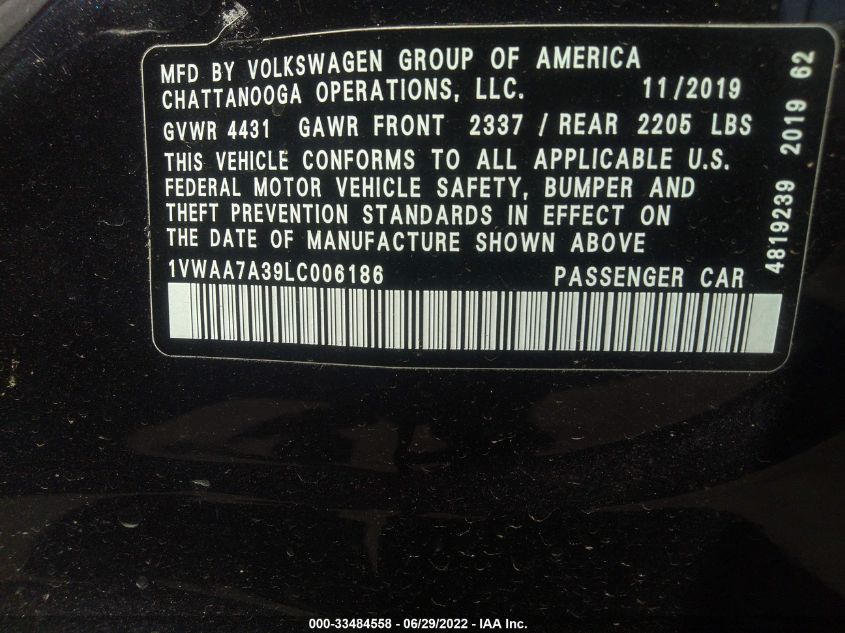 MFD BY VOLKSWAGEN GROUP OF AMERICA
CHATTANOOGA OPERATIONS, LLC. 11/2019
GVWR 4431 GAWR FRONT 2337 / REAR 2205 LBS
THIS VEHICLE CONFORMS TO ALL APPLICABLE U.S.
FEDERAL MOTOR VEHICLE SAFETY, BUMPER AND
THEFT PREVENTION STANDARDS IN EFFECT ON
THE DATE OF MANUFACTURE SHOWN ABOVE
1VWAA7A39LC006186 PASSENGER CAR
4819239 2019 62
000-33484558 - 06/29/2022 - IAA Inc.